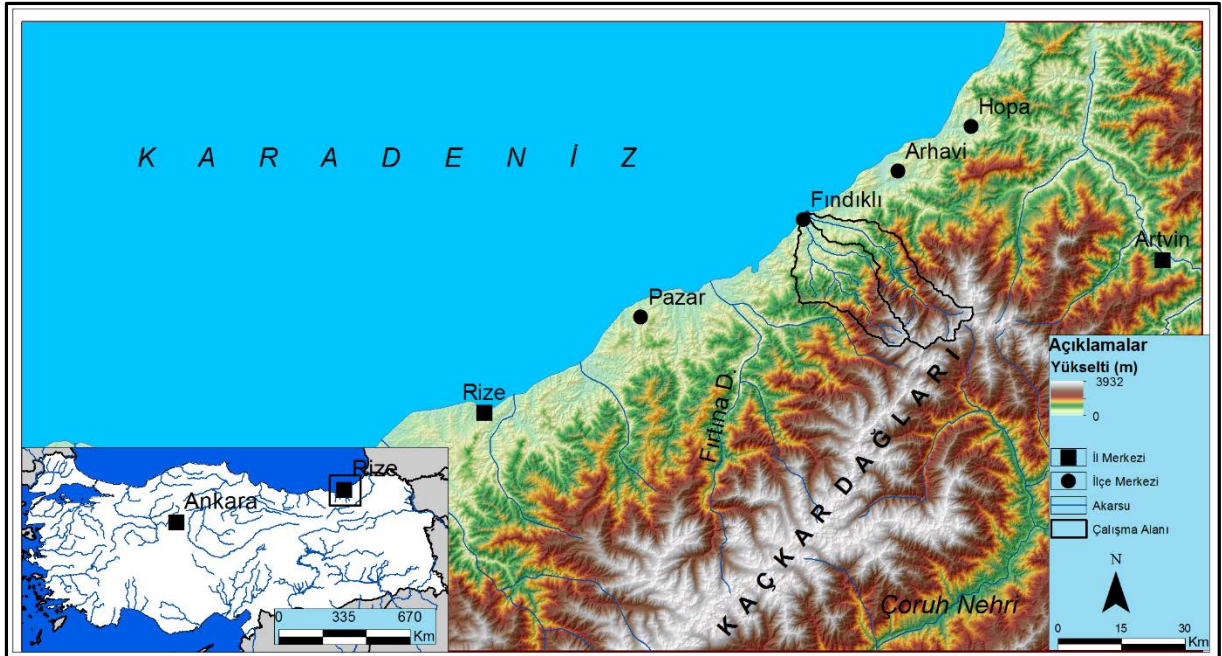 Hopa
K A R A D E N İ Z
Arhavi
Fındıklı
Artvin
Pazar
Rize
Fırtına D.
KAÇKAR DAĞLARI
Çoruh Nehri
Açıklamalar
Yükselti (m)
3932
0
İl Merkezi
İlçe Merkezi
Akarsu
Çalışma Alanı
N
0 15 30
Km
Rize
Ankara
0 335 670
Km